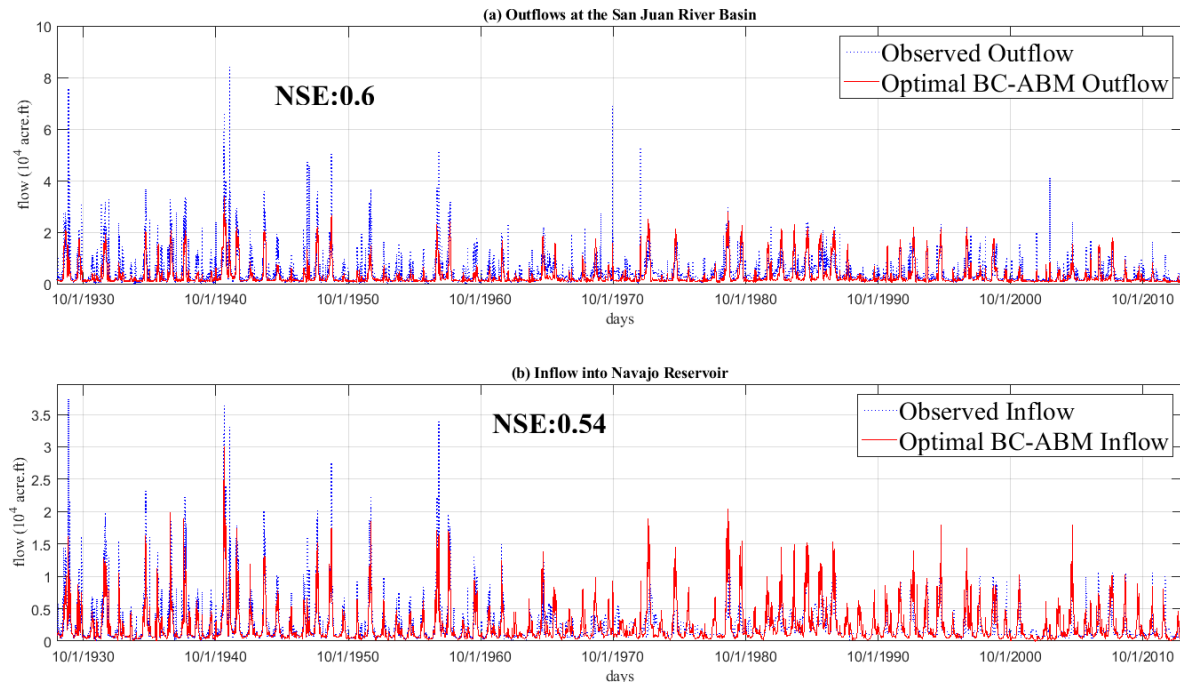 (a) Outflows at the San Juan River Basin
10
8
6
4
2
0
flow (10⁴ acre.ft)
NSE:0.6
Observed Outflow
Optimal BC-ABM Outflow
10/1/1930 10/1/1940 10/1/1950 10/1/1960 10/1/1970 10/1/1980 10/1/1990 10/1/2000 10/1/2010
days
(b) Inflow into Navajo Reservoir
3.5
3
2.5
2
1.5
1
0.5
0
flow (10⁴ acre.ft)
NSE:0.54
Observed Inflow
Optimal BC-ABM Inflow
10/1/1930 10/1/1940 10/1/1950 10/1/1960 10/1/1970 10/1/1980 10/1/1990 10/1/2000 10/1/2010
days